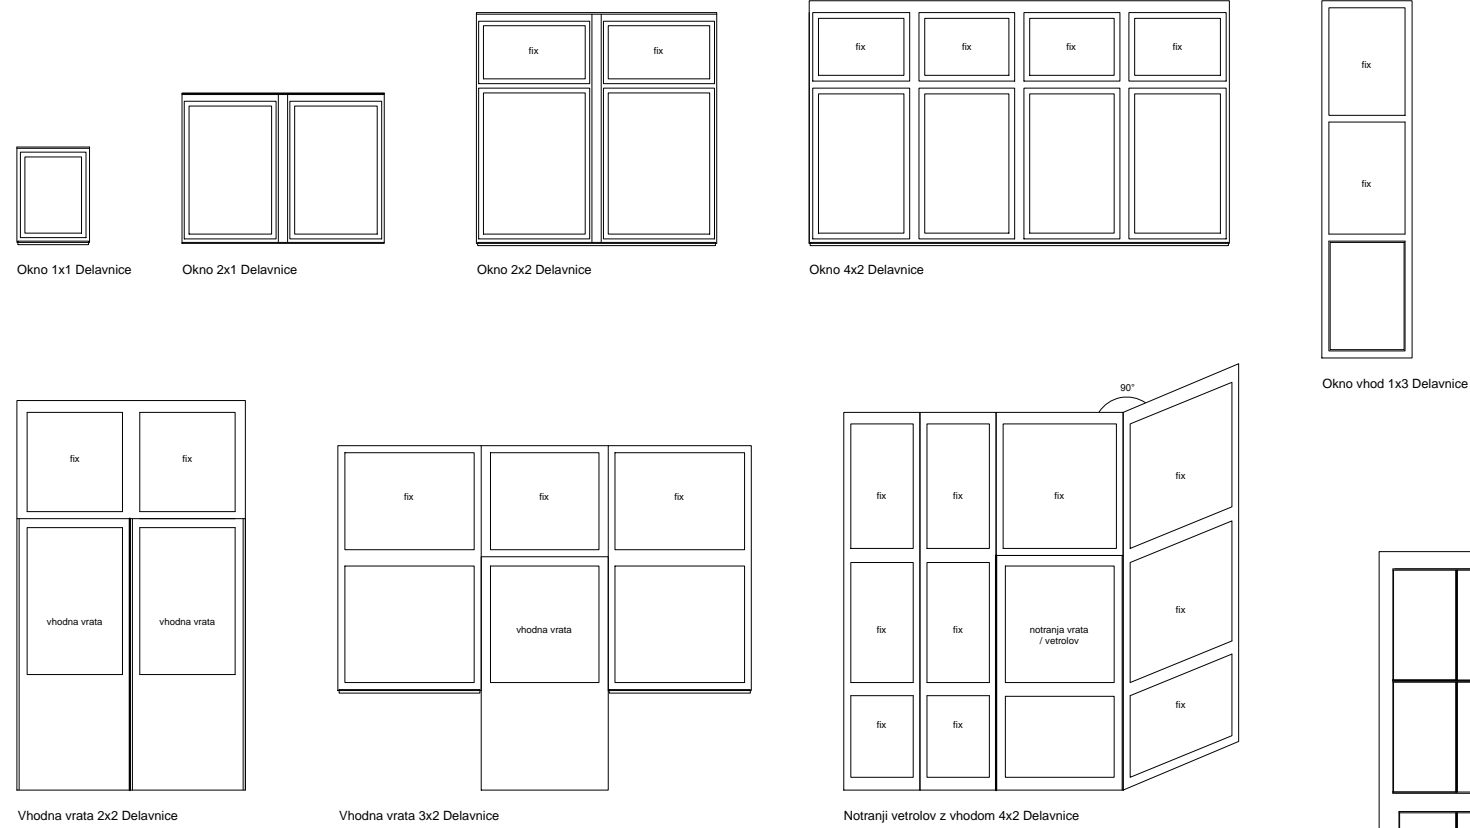 fix
fix
fix
fix
fix
fix
fix
fix
Okno 1x1 Delavnice
Okno 2x1 Delavnice
Okno 2x2 Delavnice
Okno 4x2 Delavnice
Okno vhod 1x3 Delavnice
fix
fix
vhodna vrata
vhodna vrata
Vhodna vrata 2x2 Delavnice
fix
fix
fix
vhodna vrata
Vhodna vrata 3x2 Delavnice
90°
fix
fix
fix
fix
fix
fix
notranja vrata
/ vetrolov
fix
fix
fix
fix
Notranji vetrolov z vhodom 4x2 Delavnice